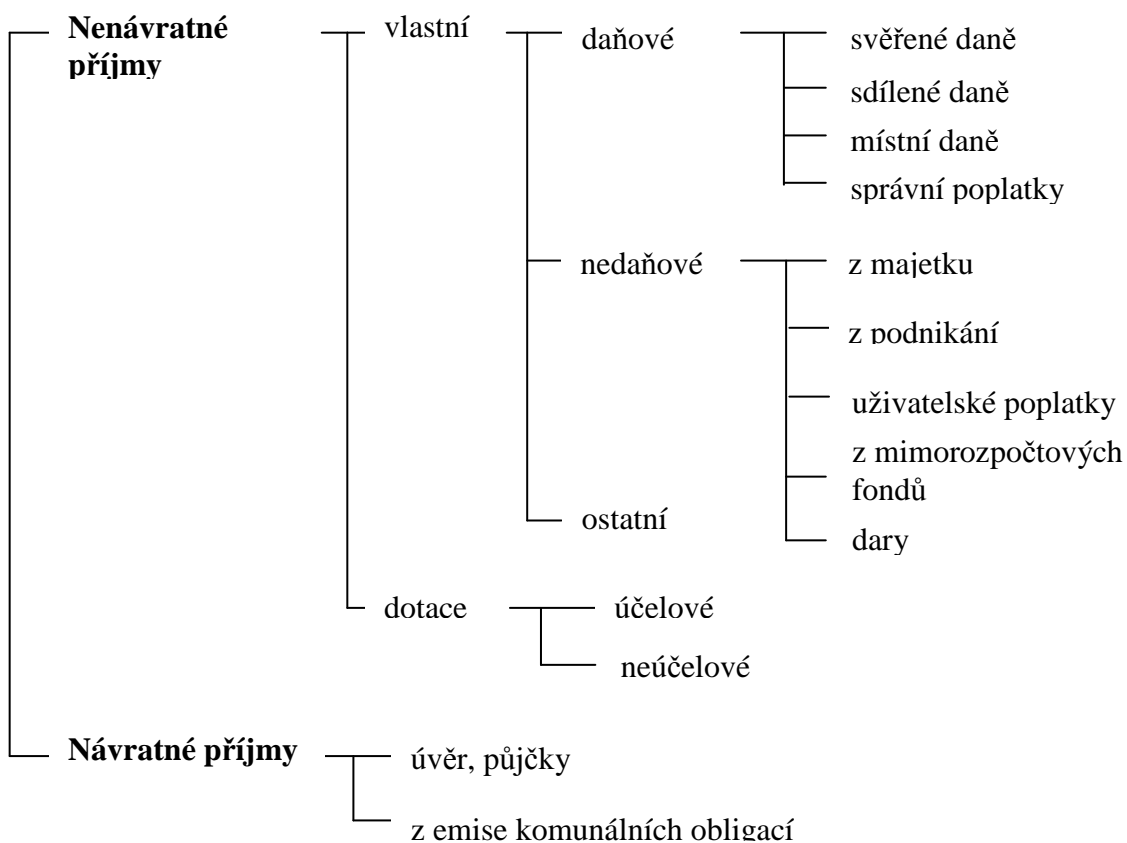 Nenávratné
příjmy
vlastní
daňové
svěřené daně
sdílené daně
místní daně
správní poplatky
nedaňové
z majetku
z podnikání
uživatelské poplatky
z mimorozpočtových
fondů
dary
ostatní
dotace
účelové
neúčelové
Návratné příjmy
úvěr, půjčky
z emise komunálních obligací